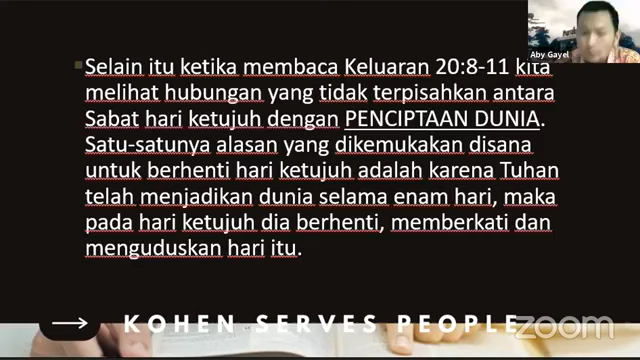 Aby Gayel
Selain itu ketika membaca Keluaran 20:8-11 kita
melihat hubungan yang tidak terpisahkan antara
Sabat hari ketujuh dengan PENCIPTAAN DUNIA.
Satu-satunya alasan yang dikemukakan disana
untuk berhenti hari ketujuh adalah karena Tuhan
telah menjadikan dunia selama enam hari, maka
pada hari ketujuh dia berhenti, memberkati dan
menguduskan hari itu.
KOHEN SERVES PEOPLE
zoom